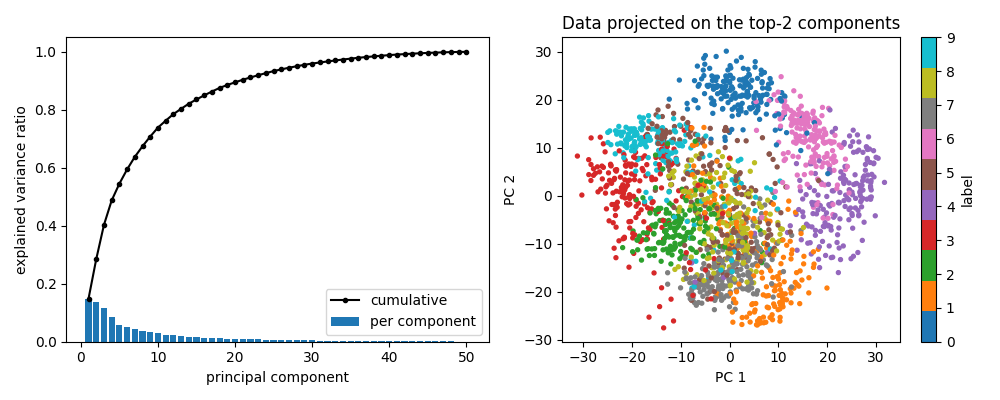 explained variance ratio
1.0
0.8
0.6
0.4
0.2
0.0
cumulative
per component
0 10 20 30 40 50
principal component
Data projected on the top-2 components
PC 2
30
20
10
0
−10
−20
−30
−30 −20 −10 0 10 20 30
PC 1
9
8
7
6
5
4
3
2
1
0
label